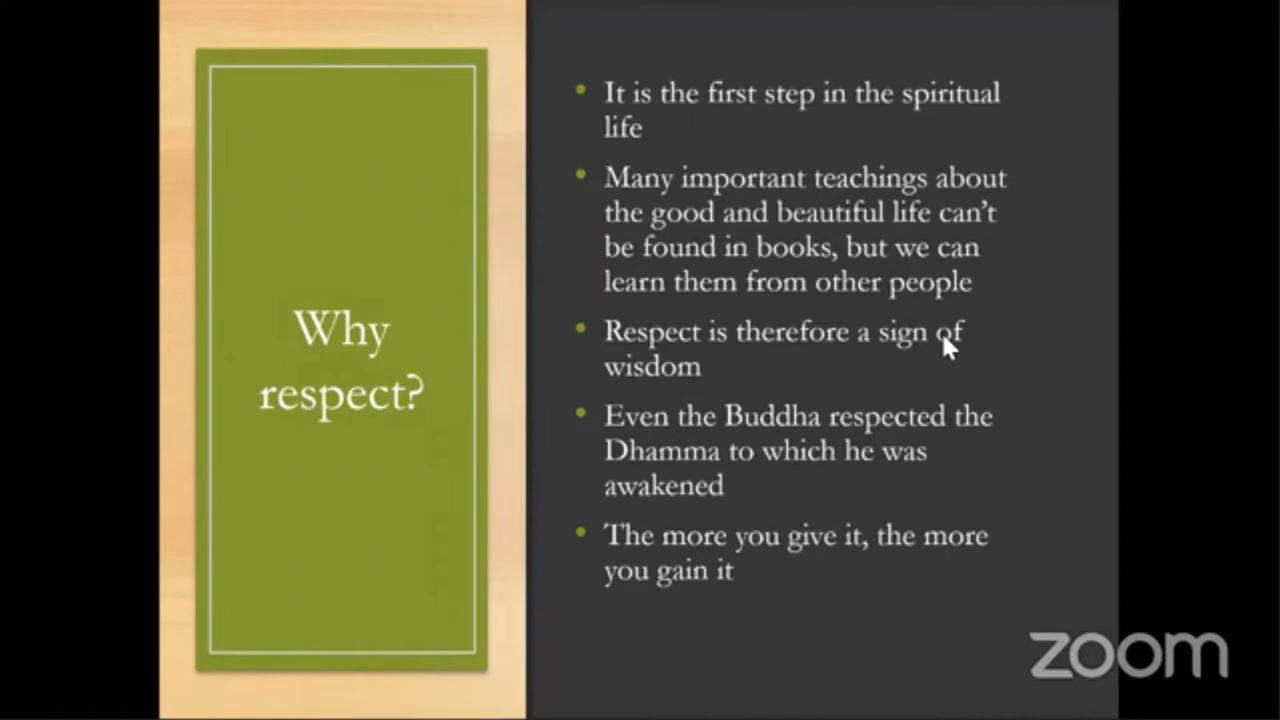 Why
respect?
• It is the first step in the spiritual
life
• Many important teachings about
the good and beautiful life can’t
be found in books, but we can
learn them from other people
• Respect is therefore a sign of
wisdom
• Even the Buddha respected the
Dhamma to which he was
awakened
• The more you give it, the more
you gain it
zoom